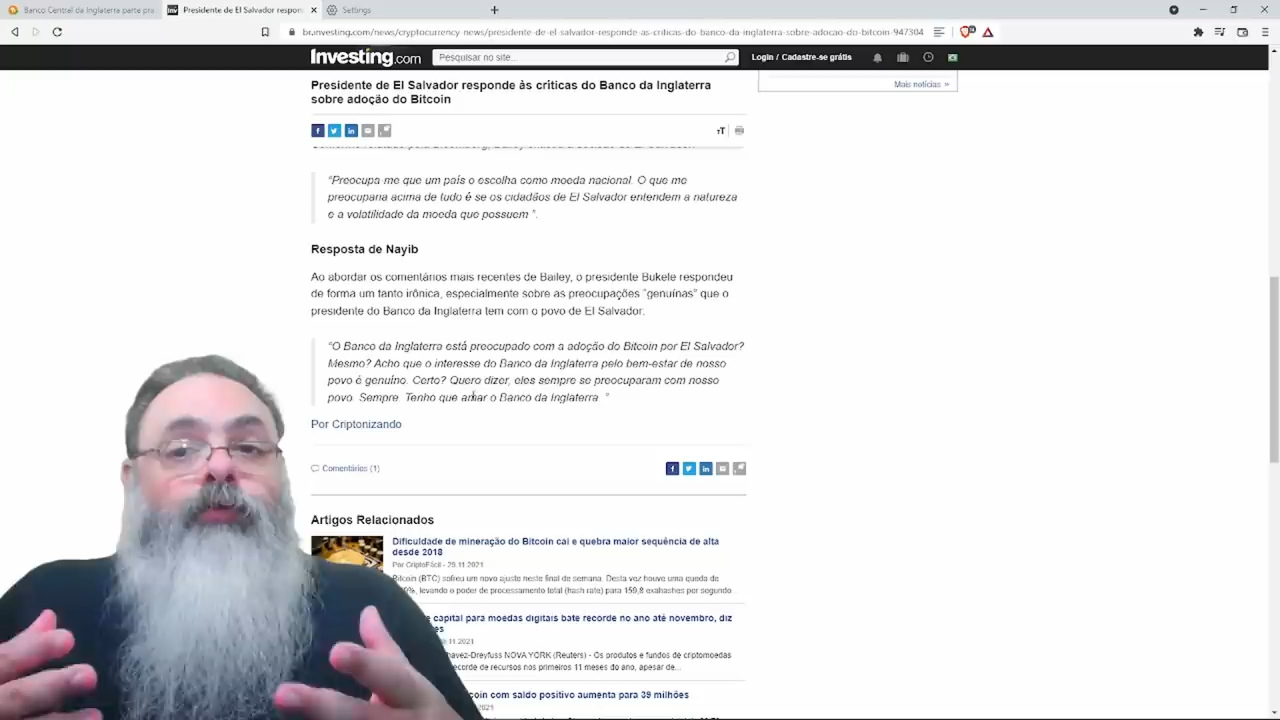 Banco Central da Inglaterra parte pra
Presidente de El Salvador respon
Settings
br.investing.com/news/cryptocurrency-news/presidente-de-el-salvador-responde-as-criticas-do-banco-da-inglaterra-sobre-adocao-do-bitcoin-947304
Investing.com
Pesquisar no site...
Login / Cadastre-se grátis
Presidente de El Salvador responde às críticas do Banco da Inglaterra
sobre adoção do Bitcoin
Mais notícias »
"Preocupa-me que um país o escolha como moeda nacional. O que me
preocuparia acima de tudo é se os cidadãos de El Salvador entendem a natureza
e a volatilidade da moeda que possuem ".
Resposta de Nayib
Ao abordar os comentários mais recentes de Bailey, o presidente Bukele respondeu
de forma um tanto irônica, especialmente sobre as preocupações "genuínas" que o
presidente do Banco da Inglaterra tem com o povo de El Salvador.
"O Banco da Inglaterra está preocupado com a adoção do Bitcoin por El Salvador?
Mesmo? Acho que o interesse do Banco da Inglaterra pelo bem-estar de nosso
povo é genuíno. Certo? Quero dizer, eles sempre se preocuparam com nosso
povo. Sempre. Tenho que amar o Banco da Inglaterra. "
Por Criptonizando
Comentários (1)
Artigos Relacionados
Dificuldade de mineração do Bitcoin cai e quebra maior sequência de alta
desde 2018
Por CriptoFácil - 29.11.2021
Bitcoin (BTC) sofreu um novo ajuste neste final de semana. Desta vez houve uma queda de
%, levando o poder de processamento total (hash rate) para 159,8 exahashes por segundo
e capital para moedas digitais bate recorde no ano até novembro, diz
es
.11.2021
havez-Dreyfuss NOVA YORK (Reuters) - Os produtos e fundos de criptomoedas
ecorde de recursos nos primeiros 11 meses do ano, apesar de...
coin com saldo positivo aumenta para 39 milhões
2021